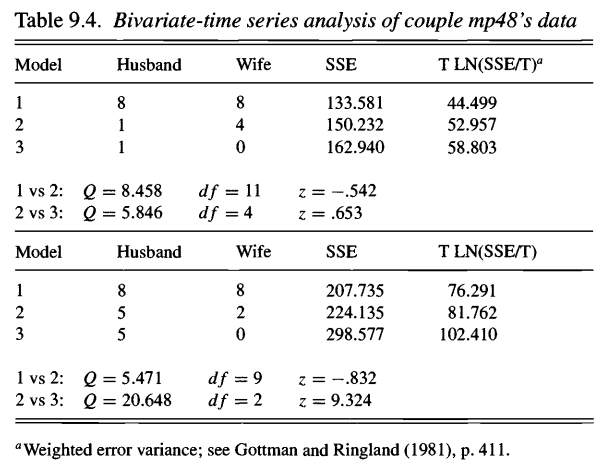 Table 9.4. Bivariate-time series analysis of couple mp48's data
Model Husband Wife SSE T LN(SSE/T)a
1 8 8 133.581 44.499
2 1 4 150.232 52.957
3 1 0 162.940 58.803
1 vs 2: Q = 8.458 df = 11 z = −.542
2 vs 3: Q = 5.846 df = 4 z = .653
Model Husband Wife SSE T LN(SSE/T)
1 8 8 207.735 76.291
2 5 2 224.135 81.762
3 5 0 298.577 102.410
1 vs 2: Q = 5.471 df = 9 z = −.832
2 vs 3: Q = 20.648 df = 2 z = 9.324
a Weighted error variance; see Gottman and Ringland (1981), p. 411.